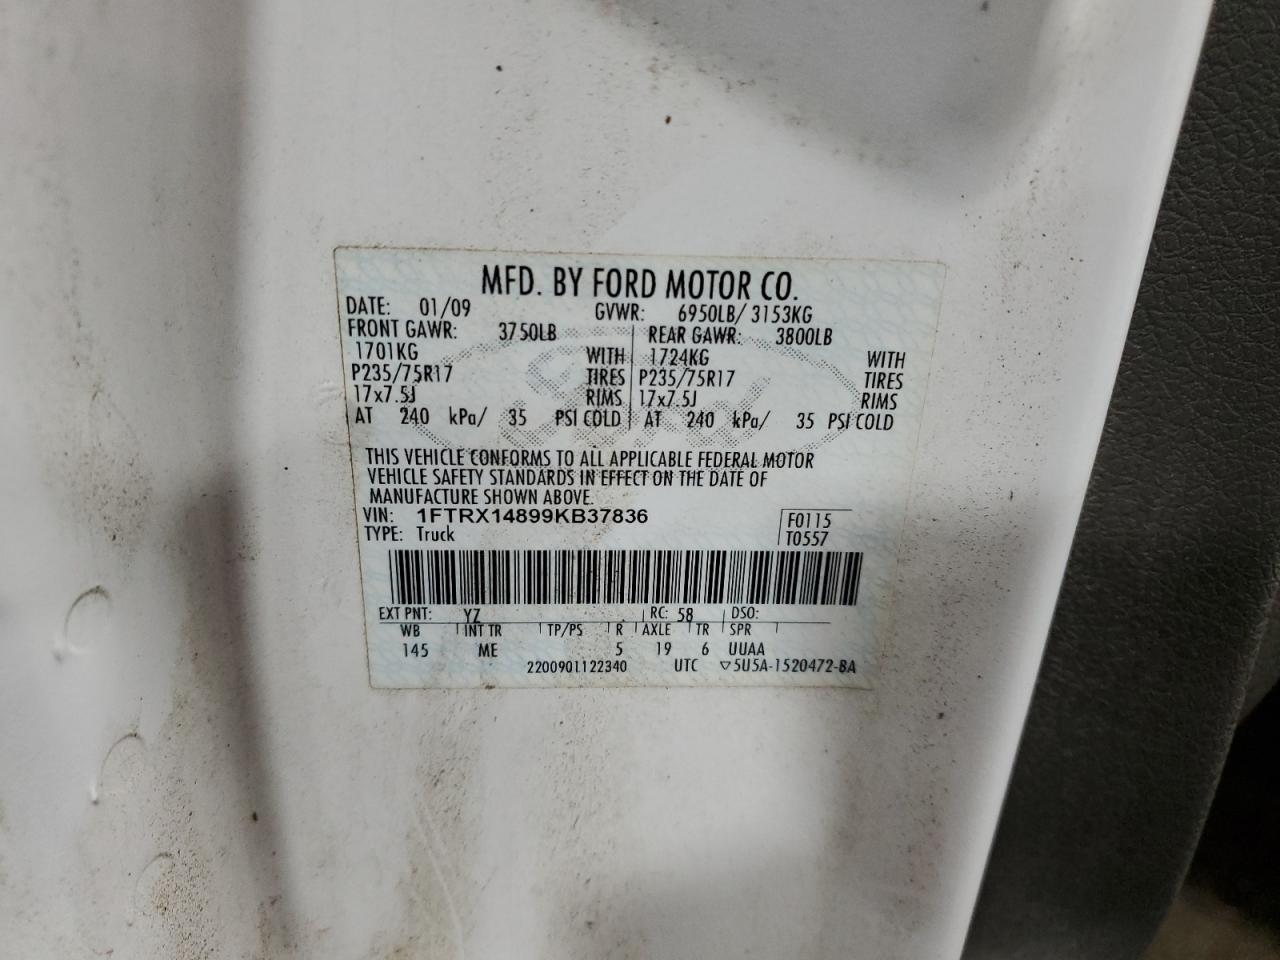 MFD. BY FORD MOTOR CO.
DATE: 01/09 GVWR: 6950LB/ 3153KG
FRONT GAWR: 3750LB REAR GAWR: 3800LB
1701KG WITH 1724KG WITH
P235/75R17 TIRES P235/75R17 TIRES
17x7.5J RIMS 17x7.5J RIMS
AT 240 kPa/ 35 PSI COLD AT 240 kPa/ 35 PSI COLD
THIS VEHICLE CONFORMS TO ALL APPLICABLE FEDERAL MOTOR
VEHICLE SAFETY STANDARDS IN EFFECT ON THE DATE OF
MANUFACTURE SHOWN ABOVE.
VIN: 1FTRX14899KB37836 F0115
TYPE: Truck T0557
EXT PNT: YZ RC: 58 DSO:
WB INT TR TP/PS R AXLE TR SPR
145 ME 5 19 6 UUAA
2200901122340 UTC ▽5U5A-1520472-BA